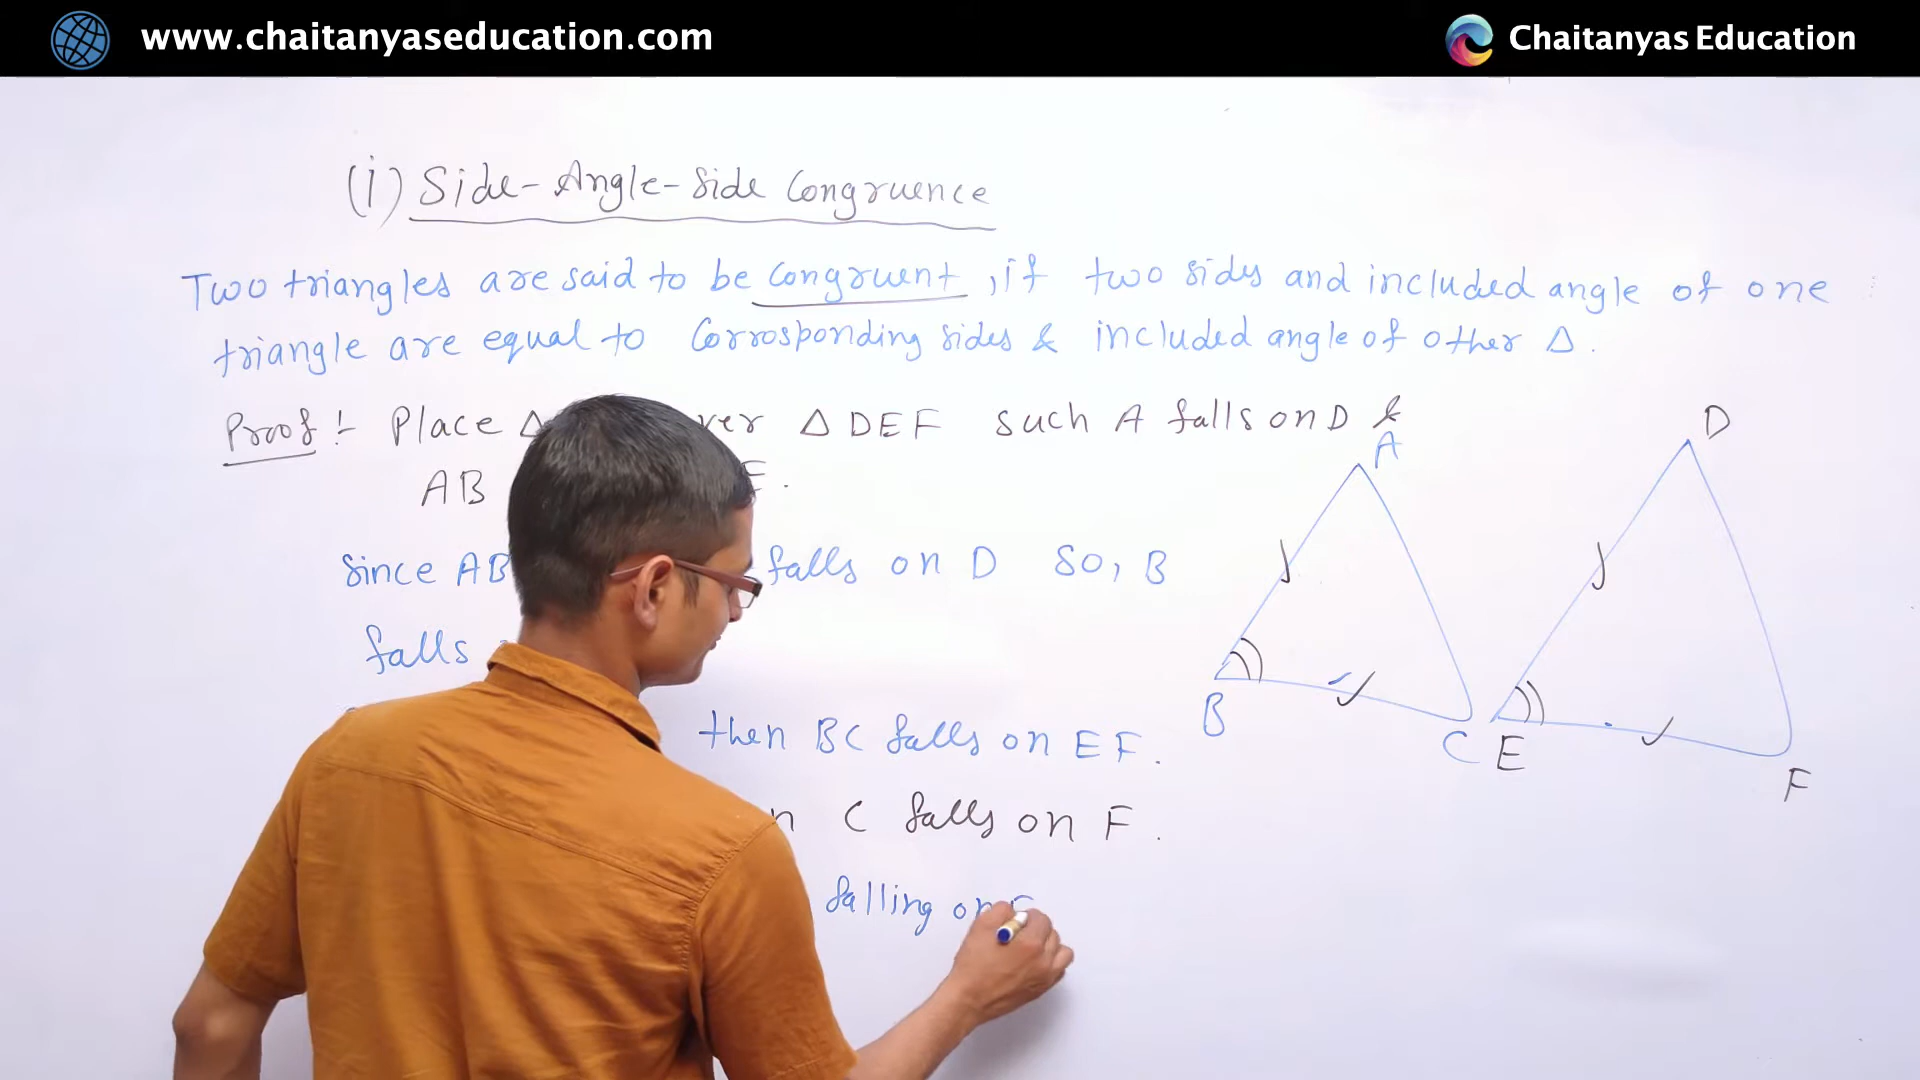 www.chaitanyaseducation.com
Chaitanyas Education
(i) Side-Angle-Side Congruence
Two triangles are said to be congruent, if two sides and included angle of one
triangle are equal to Corrosponding sides & included angle of other Δ.
Proof :- Place Δ ΔDEF such A falls on D &
AB
Since AB falls on D So, B
falls
then BC falls on EF.
C falls on F.
falling on
A
B
C
D
E
F